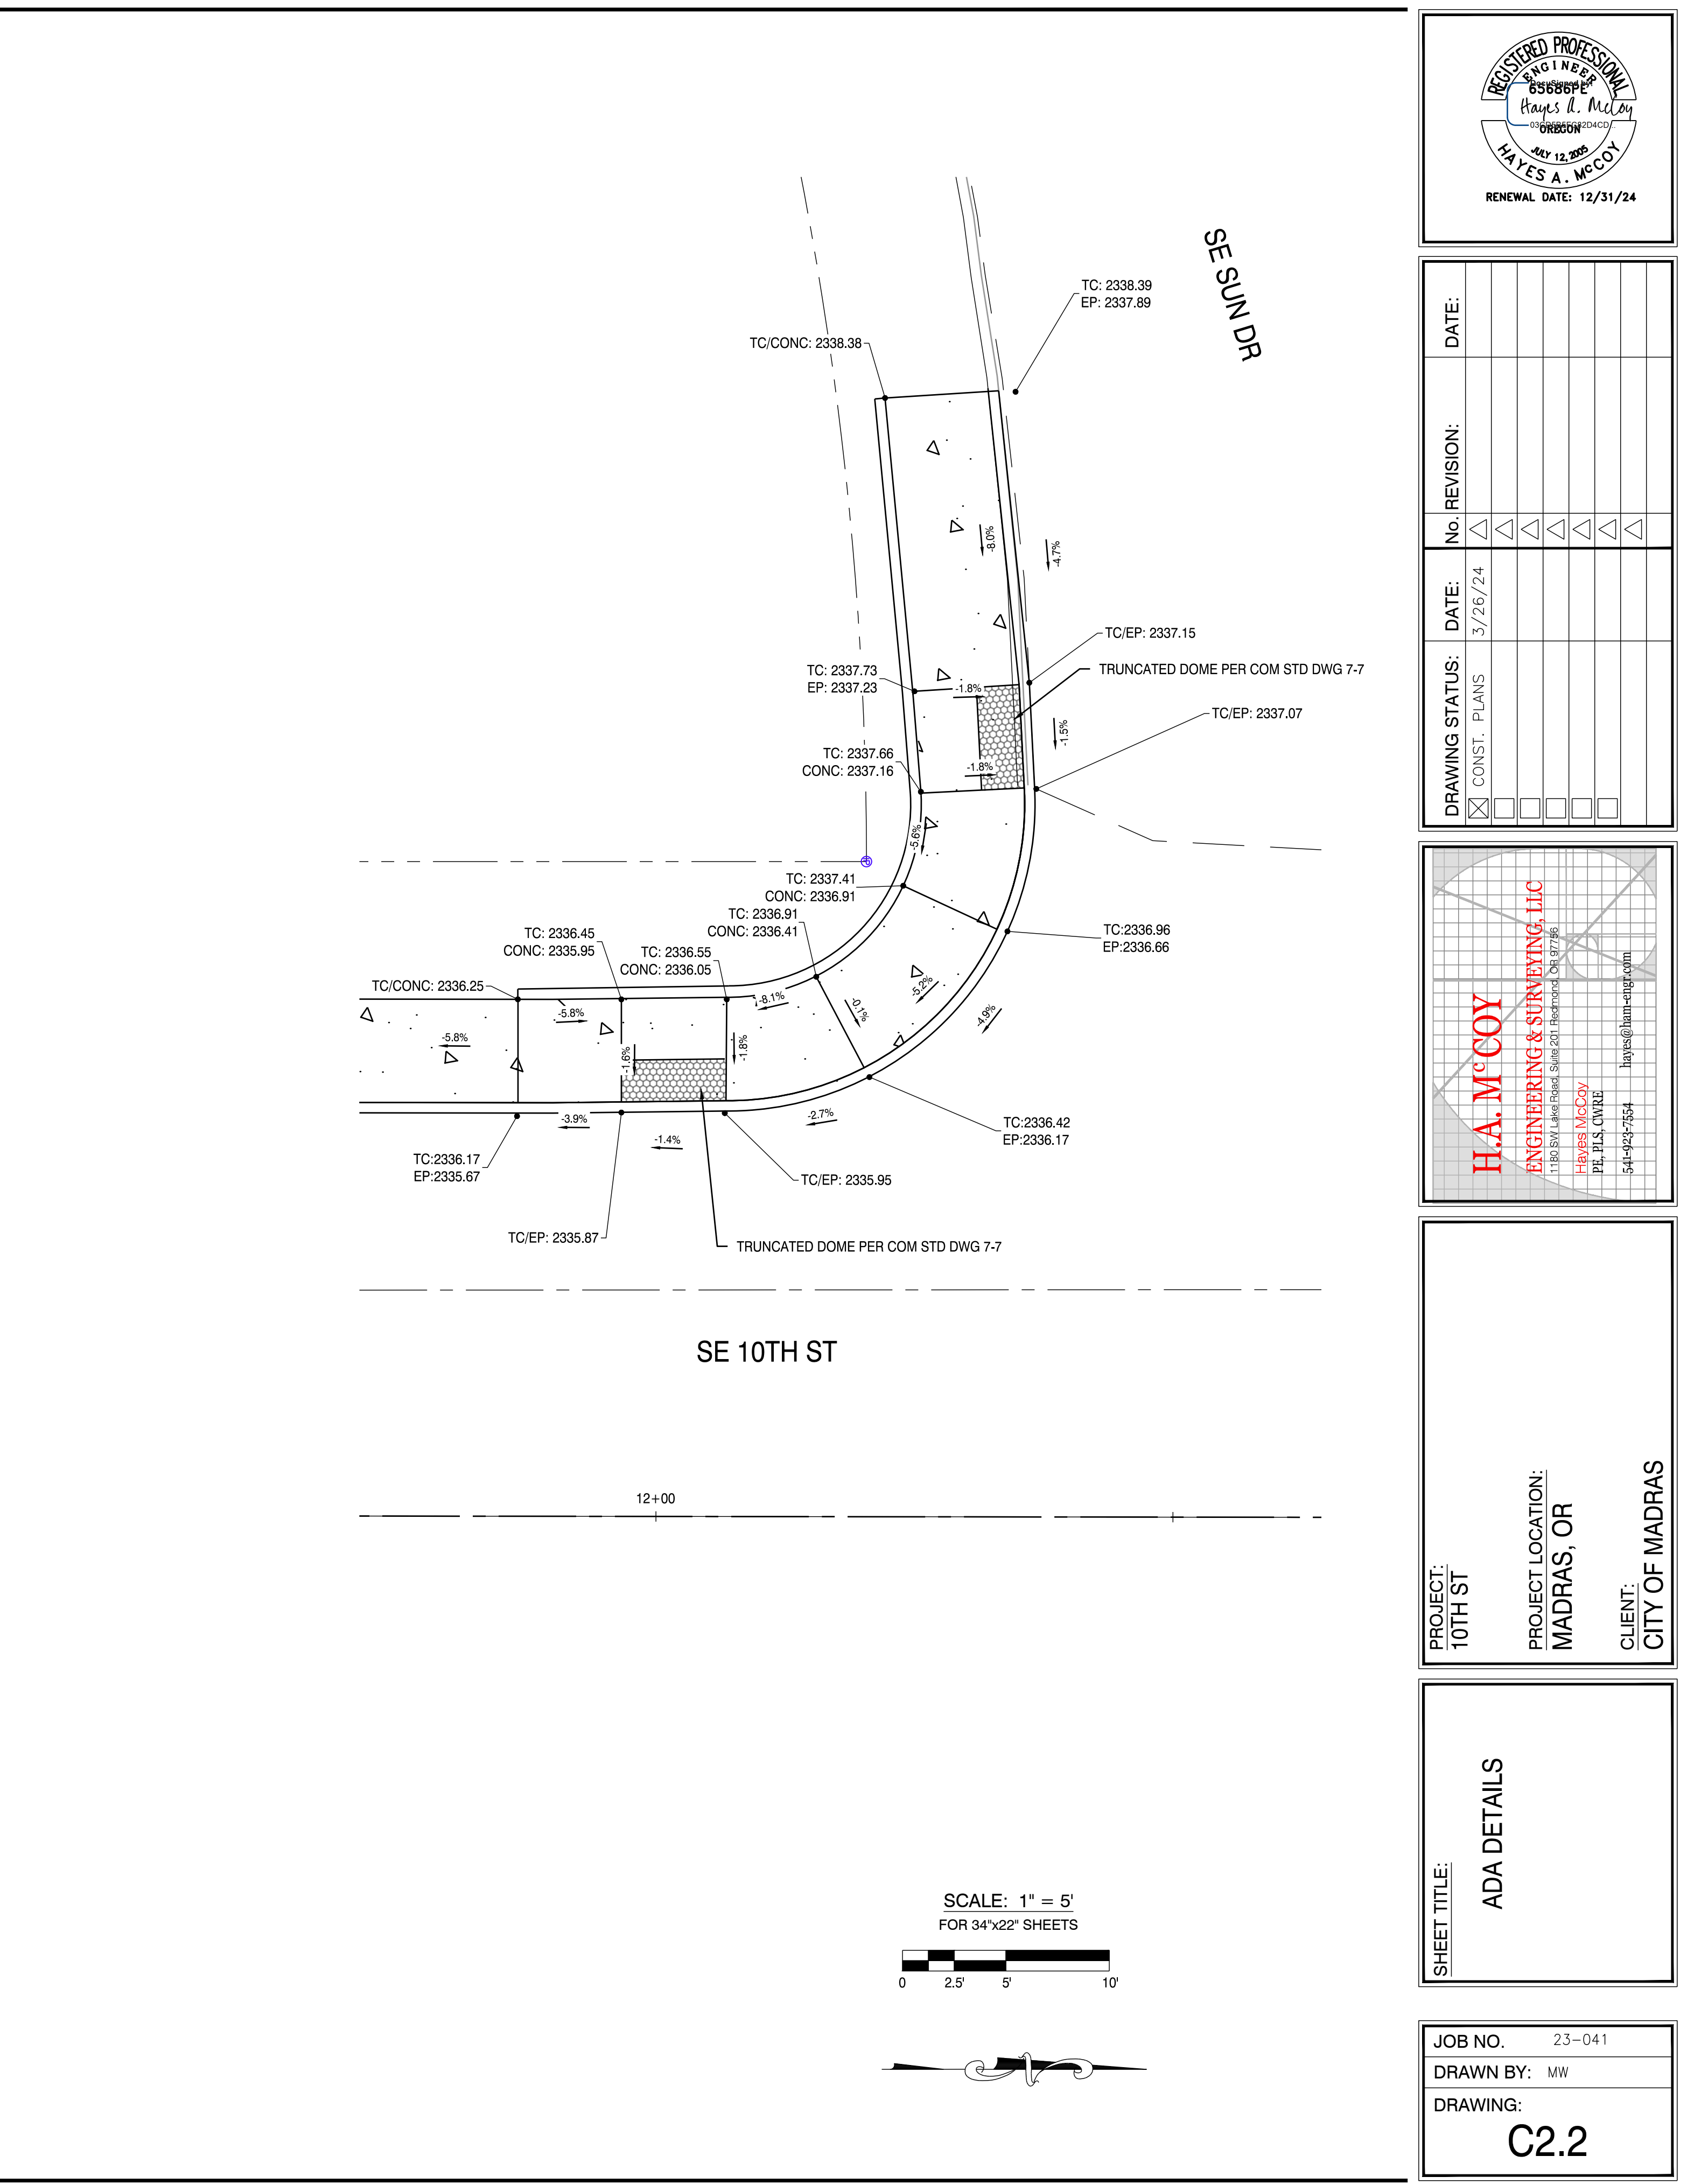 REGISTERED PROFESSIONAL
ENGINEER
DocuSigned by:
65686PE
Hayes A. McCoy
OREGON
JULY 12, 2005
HAYES A. McCOY
RENEWAL DATE: 12/31/24
SE SUN DR
TC: 2338.39
EP: 2337.89
TC/CONC: 2338.38
-8.0%
-4.7%
TC/EP: 2337.15
TRUNCATED DOME PER COM STD DWG 7-7
TC: 2337.73
EP: 2337.23
-1.8%
TC/EP: 2337.07
-1.5%
TC: 2337.66
CONC: 2337.16
-1.8%
-5.6%
TC: 2337.41
CONC: 2336.91
TC: 2336.91
CONC: 2336.41
TC: 2336.45
CONC: 2335.95
TC: 2336.55
CONC: 2336.05
TC:2336.96
EP:2336.66
TC/CONC: 2336.25
-8.1%
-0.1%
-5.2%
-4.9%
-5.8%
-5.8%
-1.6%
-1.8%
-3.9%
-1.4%
-2.7%
TC:2336.42
EP:2336.17
TC:2336.17
EP:2335.67
TC/EP: 2335.95
TC/EP: 2335.87
TRUNCATED DOME PER COM STD DWG 7-7
SE 10TH ST
12+00
SCALE: 1" = 5'
FOR 34"x22" SHEETS
0 2.5' 5' 10'
DRAWING STATUS: DATE: No. REVISION: DATE:
CONST. PLANS 3/26/24
H.A. McCOY
ENGINEERING & SURVEYING, LLC
1180 SW Lake Road, Suite 201 Redmond, OR 97756
Hayes McCoy
PE, PLS, CWRE
541-923-7554 hayes@ham-engr.com
PROJECT:
10TH ST
PROJECT LOCATION:
MADRAS, OR
CLIENT:
CITY OF MADRAS
SHEET TITLE:
ADA DETAILS
JOB NO. 23-041
DRAWN BY: MW
DRAWING:
C2.2